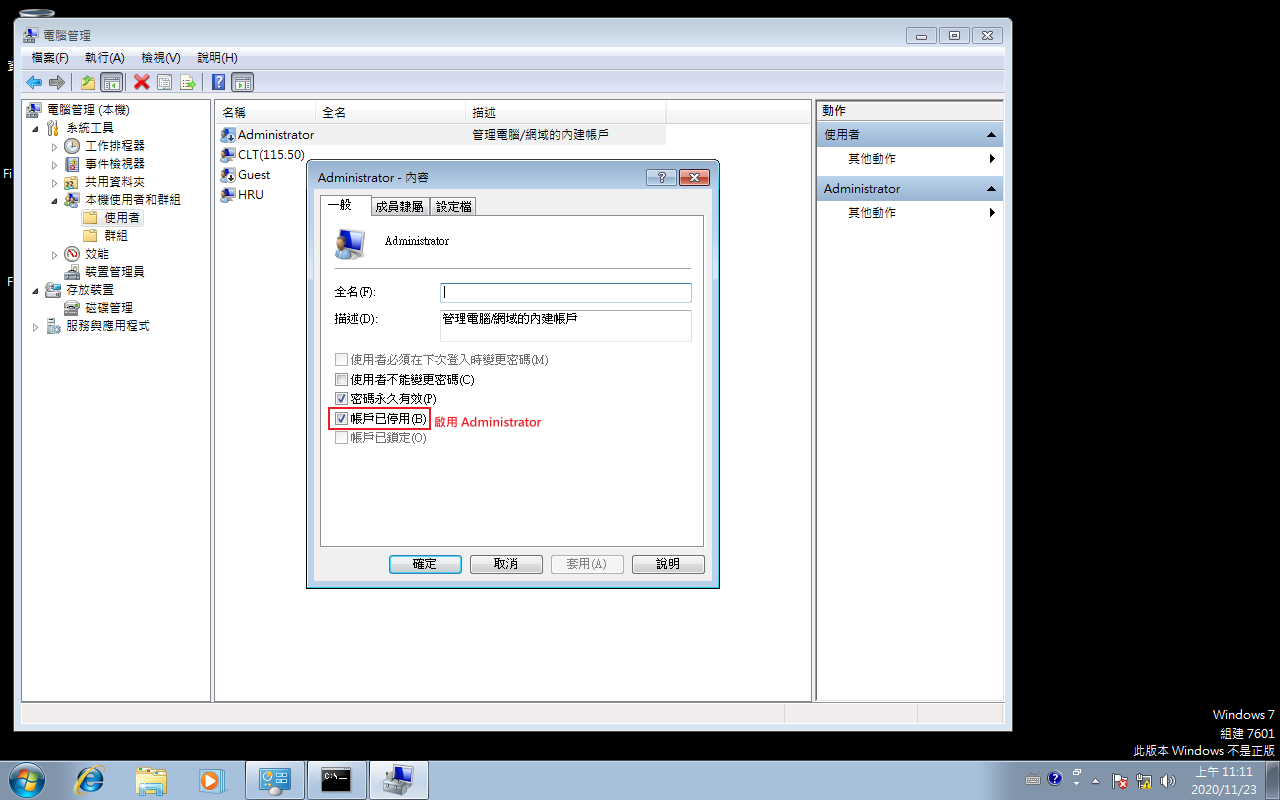 電腦管理
檔案(F) 執行(A) 檢視(V) 說明(H)
電腦管理 (本機)
系統工具
工作排程器
事件檢視器
共用資料夾
本機使用者和群組
使用者
群組
效能
裝置管理員
存放裝置
磁碟管理
服務與應用程式
名稱 全名 描述
Administrator 管理電腦/網域的內建帳戶
CLT(115.50)
Guest
HRU
動作
使用者
其他動作
Administrator
其他動作
Administrator - 內容
一般 成員隸屬 設定檔
Administrator
全名(F):
描述(D): 管理電腦/網域的內建帳戶
使用者必須在下次登入時變更密碼(M)
使用者不能變更密碼(C)
密碼永久有效(P)
帳戶已停用(B) 啟用 Administrator
帳戶已鎖定(O)
確定 取消 套用(A) 說明
Fi
F
Windows 7
組建 7601
此版本 Windows 不是正版
C:\_
上午 11:11
2020/11/23